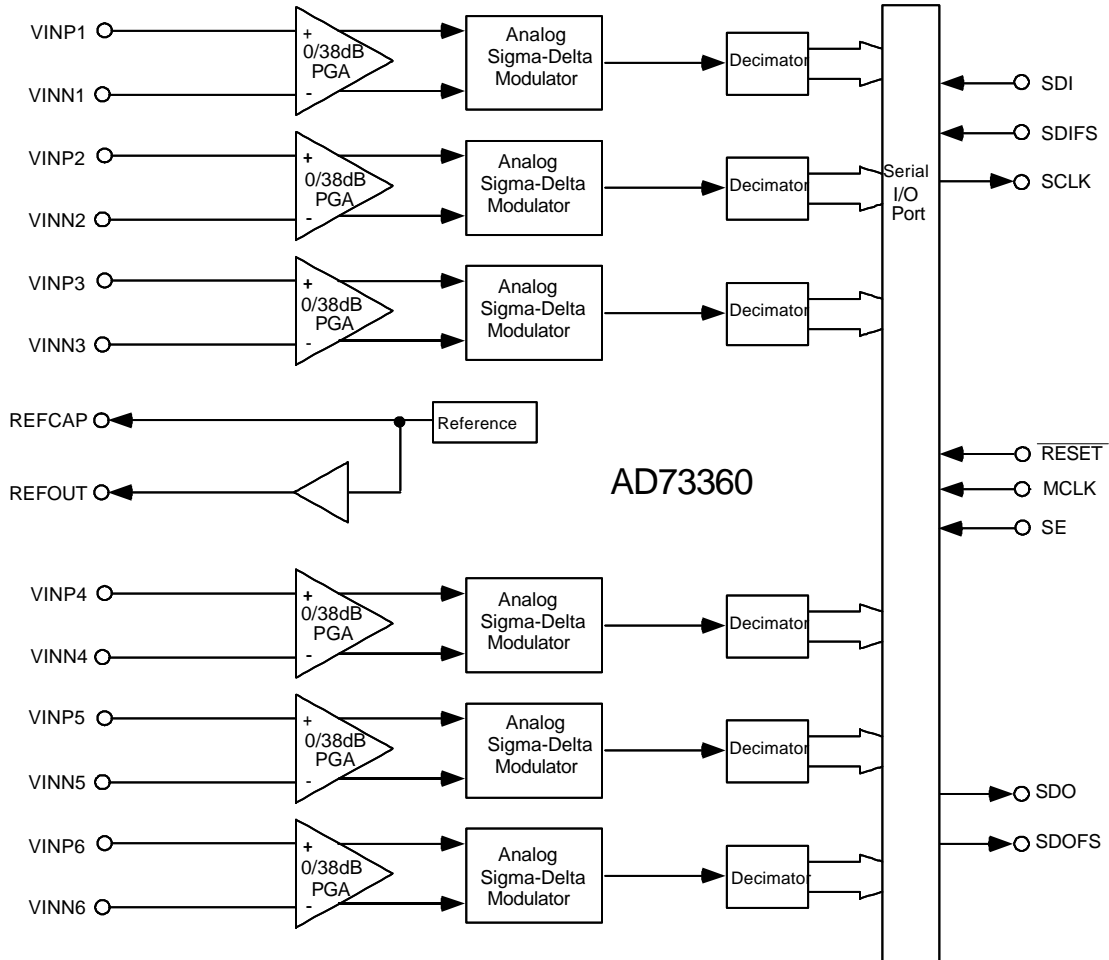 VINP1
VINN1
+
0/38dB
PGA
-
Analog
Sigma-Delta
Modulator
Decimator
VINP2
VINN2
+
0/38dB
PGA
-
Analog
Sigma-Delta
Modulator
Decimator
VINP3
VINN3
+
0/38dB
PGA
-
Analog
Sigma-Delta
Modulator
Decimator
REFCAP
REFOUT
Reference
AD73360
VINP4
VINN4
+
0/38dB
PGA
-
Analog
Sigma-Delta
Modulator
Decimator
VINP5
VINN5
+
0/38dB
PGA
-
Analog
Sigma-Delta
Modulator
Decimator
VINP6
VINN6
+
0/38dB
PGA
-
Analog
Sigma-Delta
Modulator
Decimator
Serial
I/O
Port
SDI
SDIFS
SCLK
RESET
MCLK
SE
SDO
SDOFS